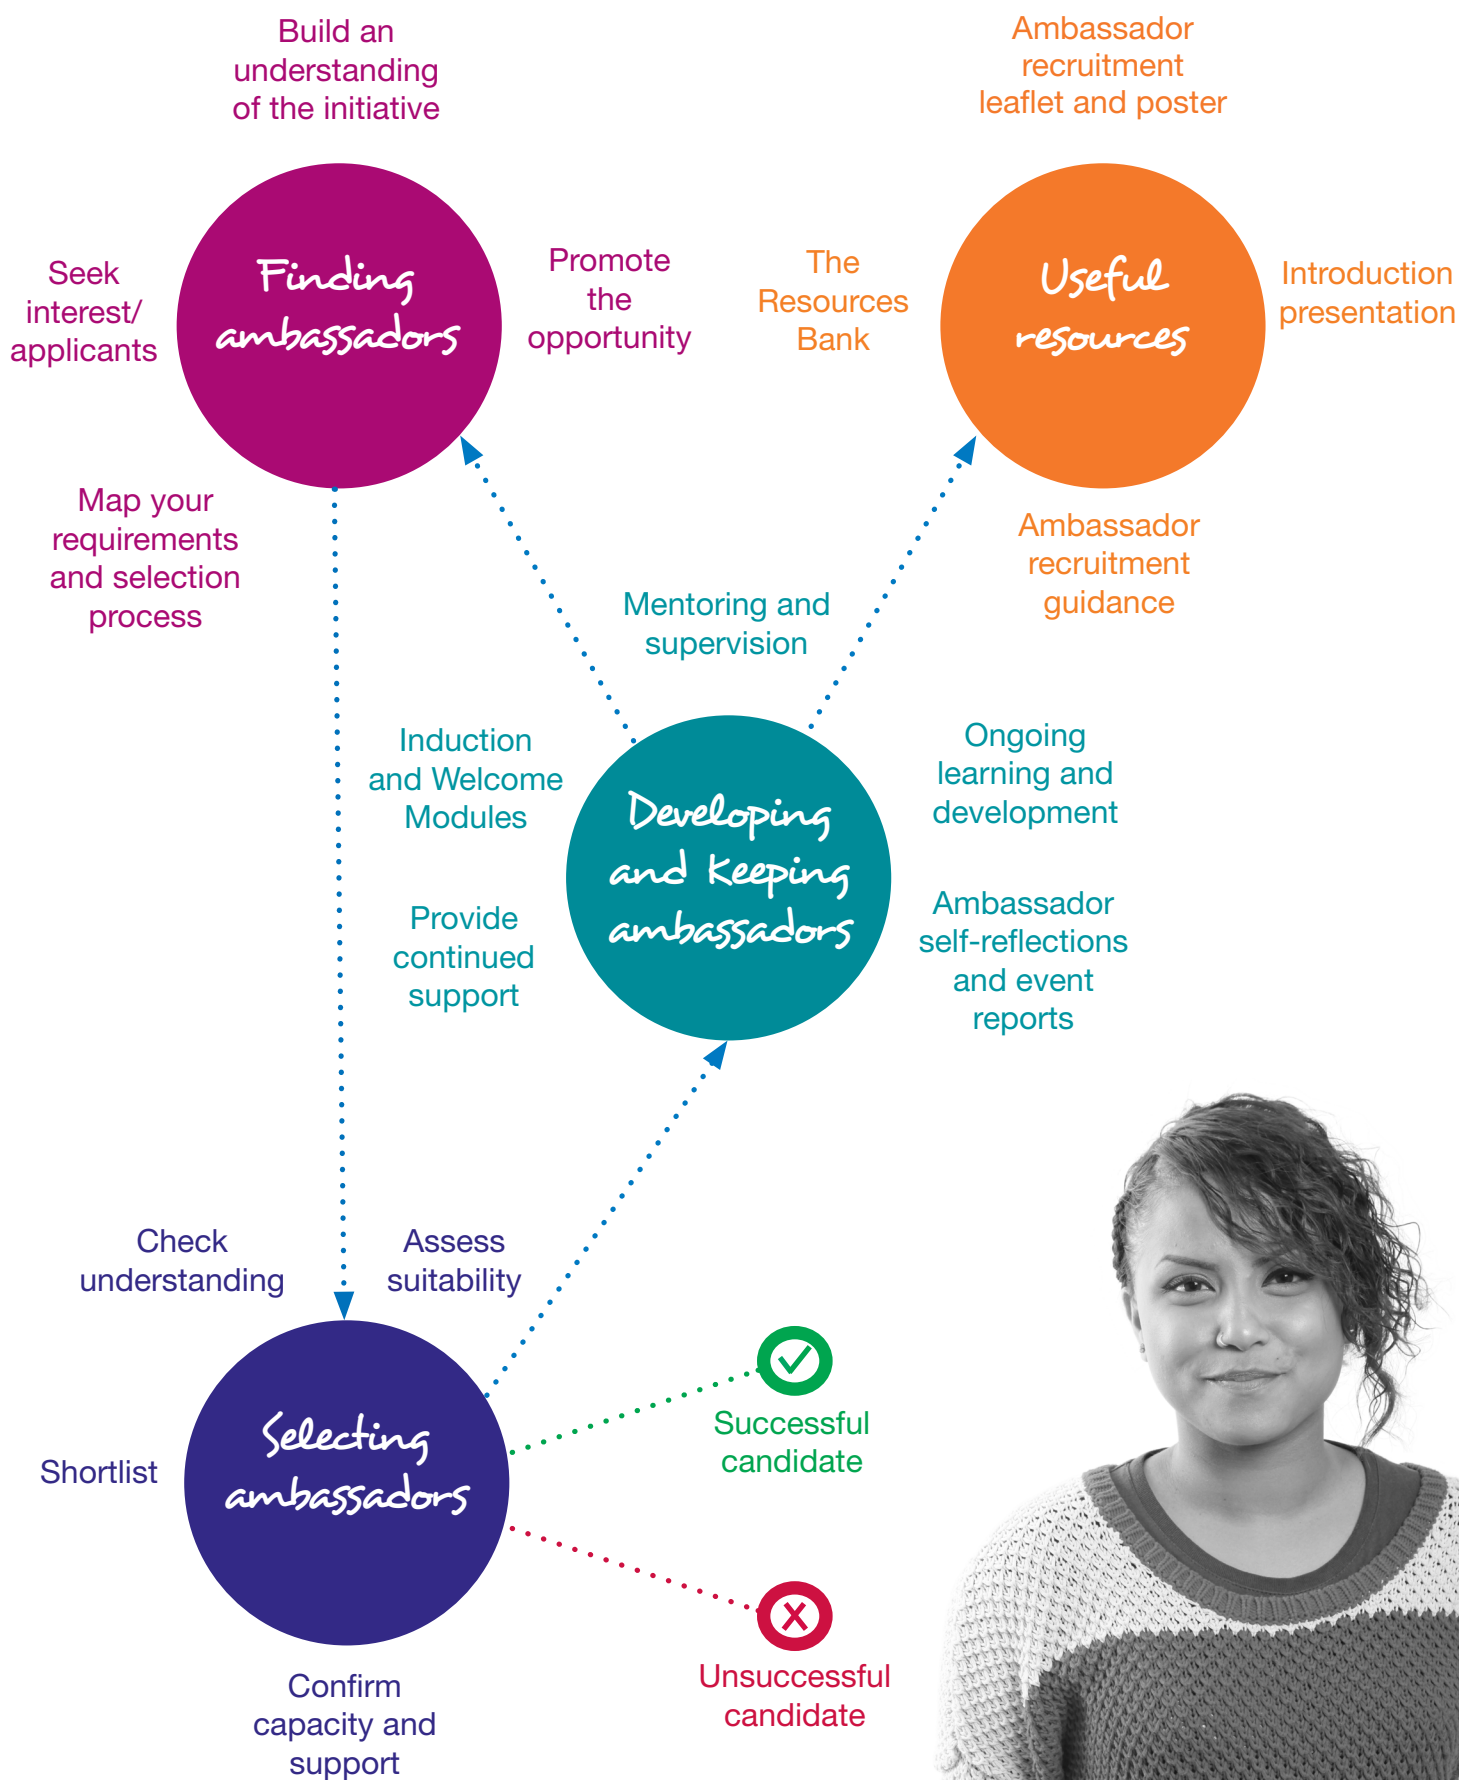 Build an
understanding
of the initiative
Ambassador
recruitment
leaflet and poster
Seek
interest/
applicants
Finding
ambassadors
Promote
the
opportunity
The
Resources
Bank
Useful
resources
Introduction
presentation
Map your
requirements
and selection
process
Ambassador
recruitment
guidance
Mentoring and
supervision
Induction
and Welcome
Modules
Developing
and Keeping
ambassadors
Ongoing
learning and
development
Provide
continued
support
Ambassador
self-reflections
and event
reports
Check
understanding
Assess
suitability
Shortlist
Selecting
ambassadors
Successful
candidate
Unsuccessful
candidate
Confirm
capacity and
support